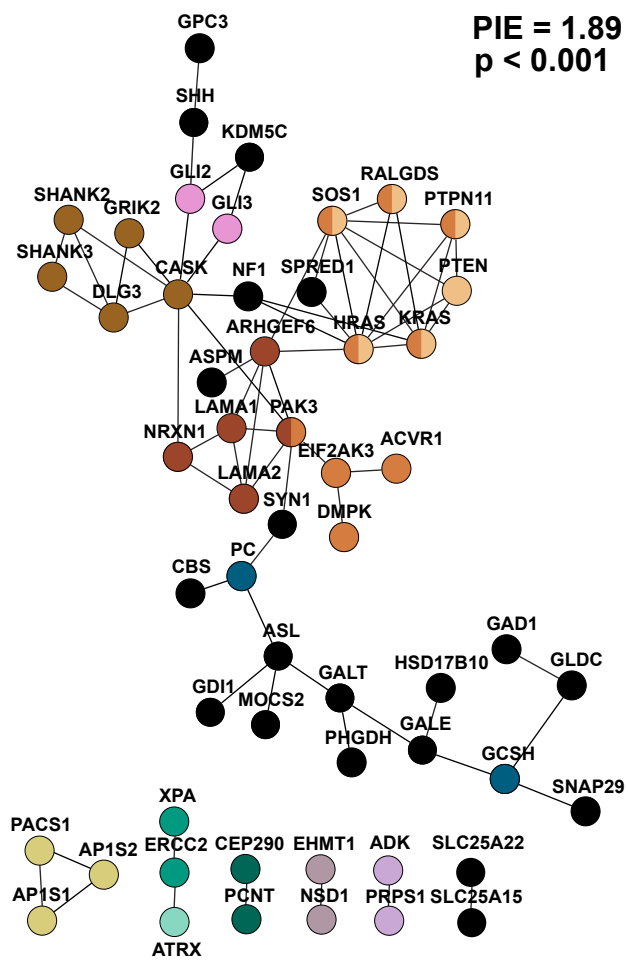 PIE = 1.89
p < 0.001
GPC3
SHH
KDM5C
GLI2
GLI3
SHANK2
GRIK2
SHANK3
DLG3
CASK
NF1
SPRED1
SOS1
RALGDS
PTPN11
PTEN
HRAS
KRAS
ARHGEF6
ASPM
LAMA1
PAK3
NRXN1
LAMA2
EIF2AK3
ACVR1
DMPK
SYN1
PC
CBS
ASL
GDI1
MOCS2
GALT
PHGDH
HSD17B10
GALE
GAD1
GLDC
GCSH
SNAP29
PACS1
AP1S2
AP1S1
XPA
ERCC2
ATRX
CEP290
PCNT
EHMT1
NSD1
ADK
PRPS1
SLC25A22
SLC25A15